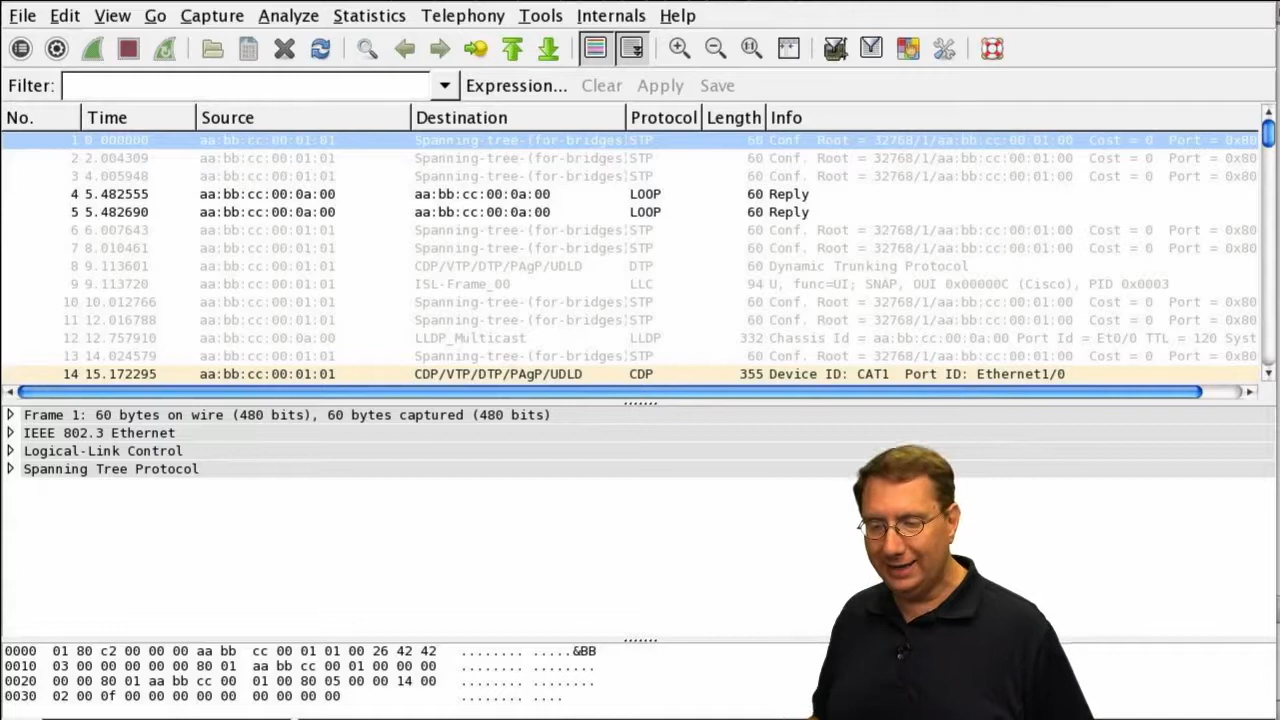 File Edit View Go Capture Analyze Statistics Telephony Tools Internals Help
Filter: Expression... Clear Apply Save
No. Time Source Destination Protocol Length Info
1 0.000000 aa:bb:cc:00:01:01 Spanning-tree-(for-bridges) STP 60 Conf. Root = 32768/1/aa:bb:cc:00:01:00 Cost = 0 Port = 0x80
2 2.004309 aa:bb:cc:00:01:01 Spanning-tree-(for-bridges) STP 60 Conf. Root = 32768/1/aa:bb:cc:00:01:00 Cost = 0 Port = 0x80
3 4.005948 aa:bb:cc:00:01:01 Spanning-tree-(for-bridges) STP 60 Conf. Root = 32768/1/aa:bb:cc:00:01:00 Cost = 0 Port = 0x80
4 5.482555 aa:bb:cc:00:0a:00 aa:bb:cc:00:0a:00 LOOP 60 Reply
5 5.482690 aa:bb:cc:00:0a:00 aa:bb:cc:00:0a:00 LOOP 60 Reply
6 6.007643 aa:bb:cc:00:01:01 Spanning-tree-(for-bridges) STP 60 Conf. Root = 32768/1/aa:bb:cc:00:01:00 Cost = 0 Port = 0x80
7 8.010461 aa:bb:cc:00:01:01 Spanning-tree-(for-bridges) STP 60 Conf. Root = 32768/1/aa:bb:cc:00:01:00 Cost = 0 Port = 0x80
8 9.113601 aa:bb:cc:00:01:01 CDP/VTP/DTP/PAgP/UDLD DTP 60 Dynamic Trunking Protocol
9 9.113720 aa:bb:cc:00:01:01 ISL-Frame_00 LLC 94 U, func=UI; SNAP, OUI 0x00000C (Cisco), PID 0x0003
10 10.012766 aa:bb:cc:00:01:01 Spanning-tree-(for-bridges) STP 60 Conf. Root = 32768/1/aa:bb:cc:00:01:00 Cost = 0 Port = 0x80
11 12.016788 aa:bb:cc:00:01:01 Spanning-tree-(for-bridges) STP 60 Conf. Root = 32768/1/aa:bb:cc:00:01:00 Cost = 0 Port = 0x80
12 12.757910 aa:bb:cc:00:0a:00 LLDP_Multicast LLDP 332 Chassis Id = aa:bb:cc:00:0a:00 Port Id = Et0/0 TTL = 120 Syst
13 14.024579 aa:bb:cc:00:01:01 Spanning-tree-(for-bridges) STP 60 Conf. Root = 32768/1/aa:bb:cc:00:01:00 Cost = 0 Port = 0x80
14 15.172295 aa:bb:cc:00:01:01 CDP/VTP/DTP/PAgP/UDLD CDP 355 Device ID: CAT1 Port ID: Ethernet1/0
Frame 1: 60 bytes on wire (480 bits), 60 bytes captured (480 bits)
IEEE 802.3 Ethernet
Logical-Link Control
Spanning Tree Protocol
0000 01 80 c2 00 00 00 aa bb cc 00 01 01 00 26 42 42 ........ .....&BB
0010 03 00 00 00 00 00 80 01 aa bb cc 00 01 00 00 00 ........ ........
0020 00 00 80 01 aa bb cc 00 01 00 80 05 00 00 14 00 ........ ........
0030 02 00 0f 00 00 00 00 00 00 00 00 00 ........ ....